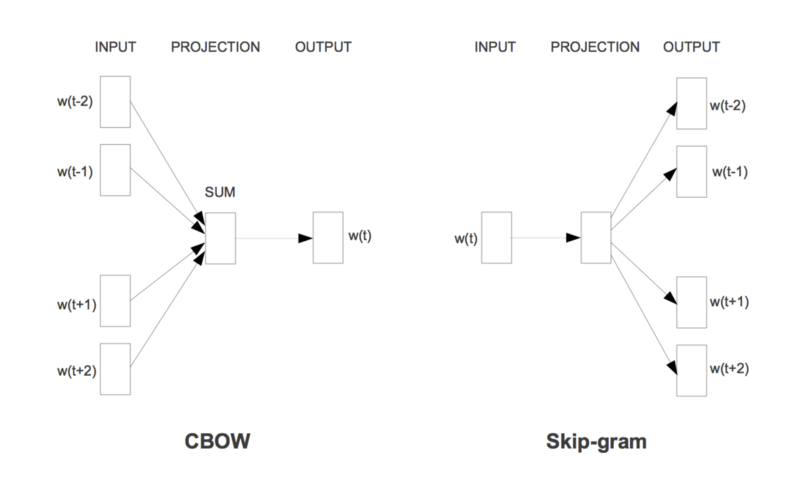 INPUT PROJECTION OUTPUT
w(t-2)
w(t-1)
SUM
w(t)
w(t+1)
w(t+2)
CBOW
INPUT PROJECTION OUTPUT
w(t-2)
w(t-1)
w(t)
w(t+1)
w(t+2)
Skip-gram